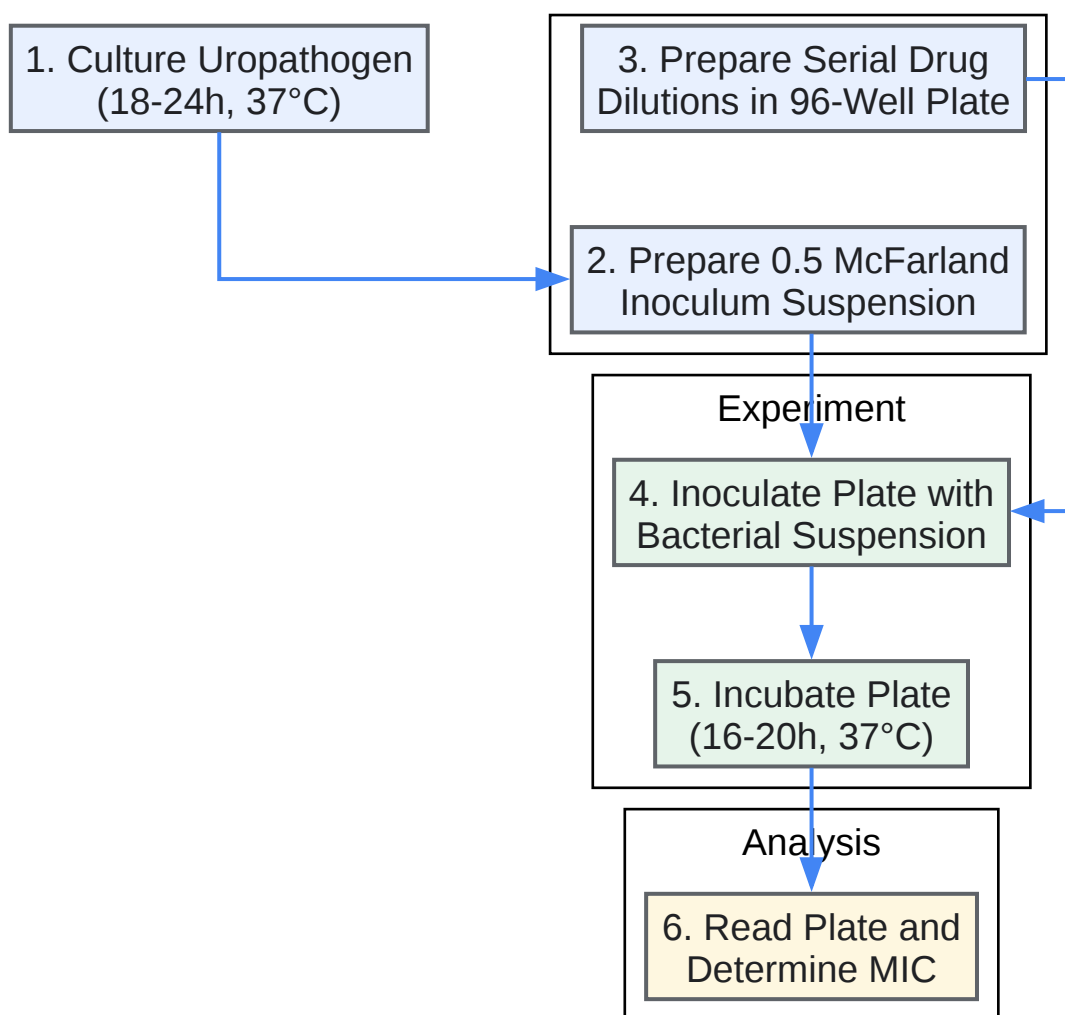 1. Culture Uropathogen
(18-24h, 37°C)
3. Prepare Serial Drug
Dilutions in 96-Well Plate
2. Prepare 0.5 McFarland
Inoculum Suspension
Experiment
4. Inoculate Plate with
Bacterial Suspension
5. Incubate Plate
(16-20h, 37°C)
Analysis
6. Read Plate and
Determine MIC